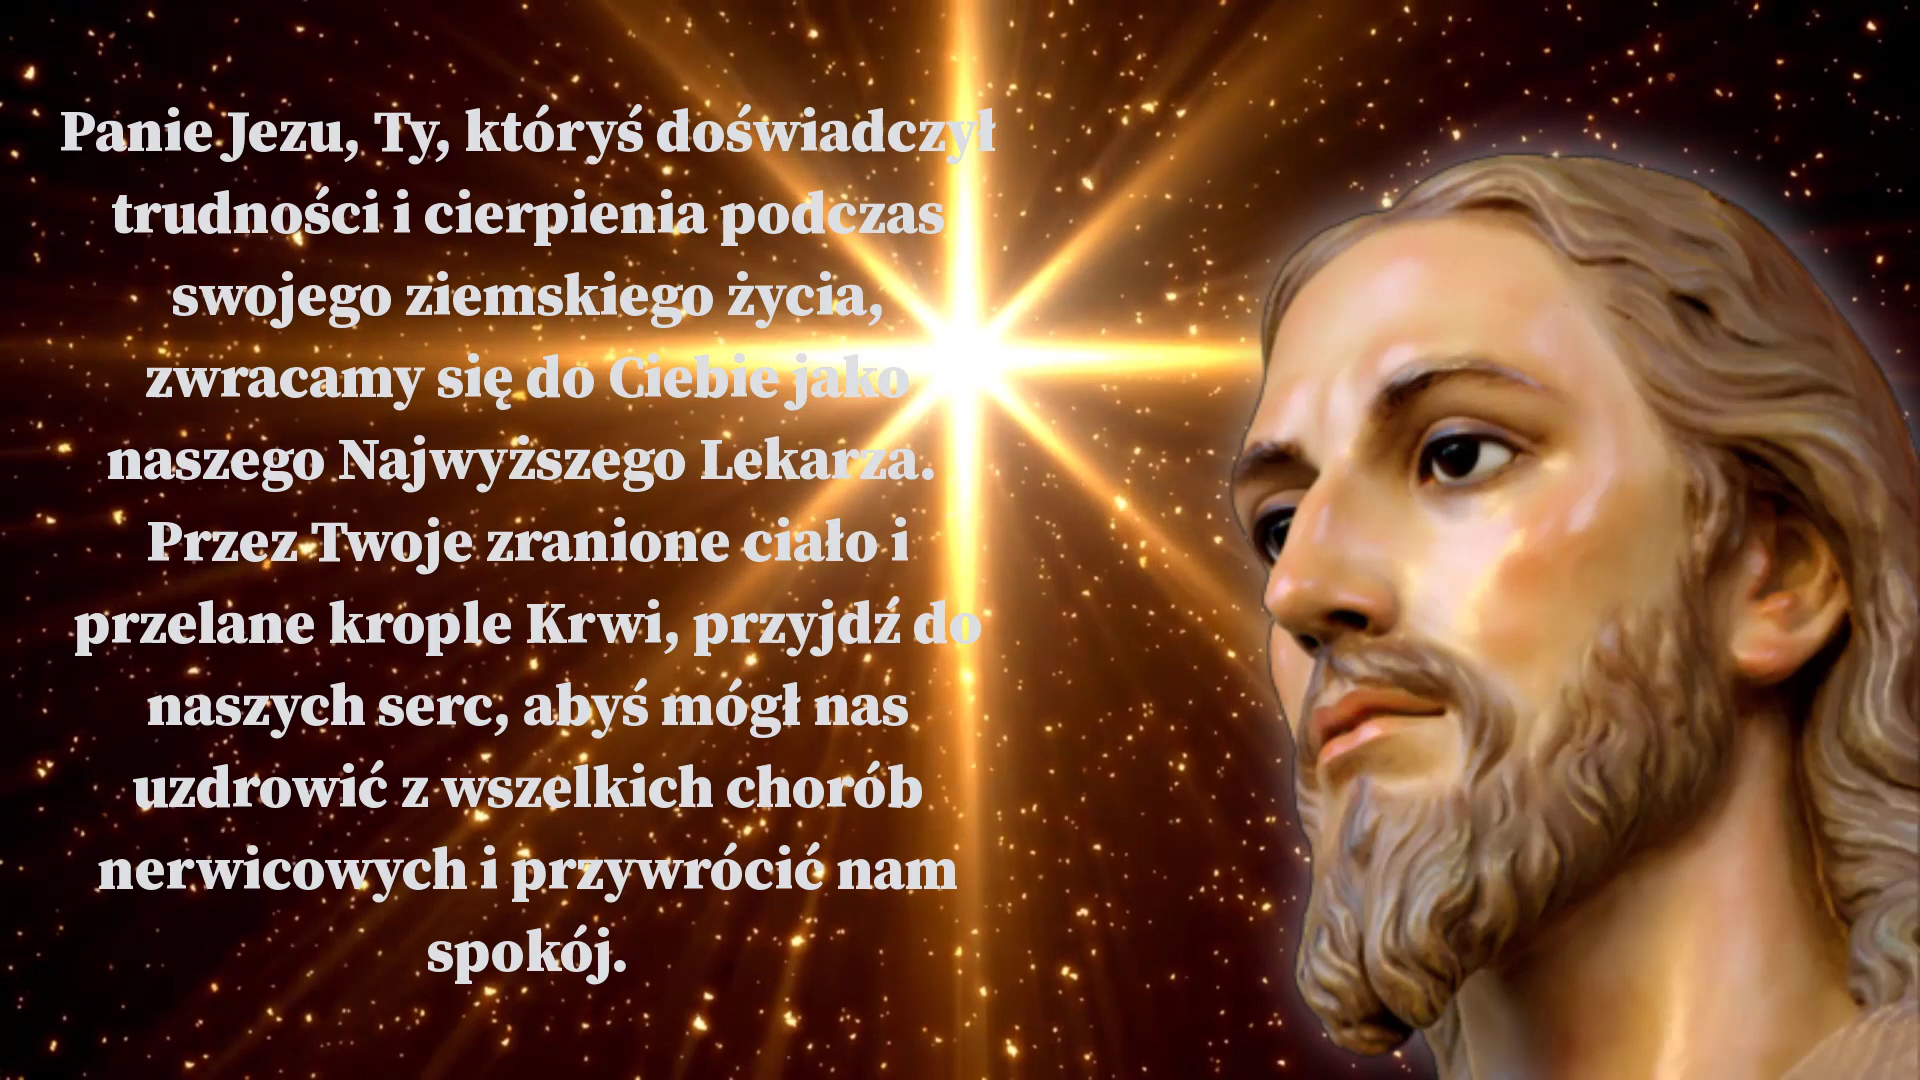 Panie Jezu, Ty, któryś doświadczył
trudności i cierpienia podczas
swojego ziemskiego życia,
zwracamy się do Ciebie jako
naszego Najwyższego Lekarza.
Przez Twoje zranione ciało i
przelane krople Krwi, przyjdź do
naszych serc, abyś mógł nas
uzdrowić z wszelkich chorób
nerwicowych i przywrócić nam
spokój.